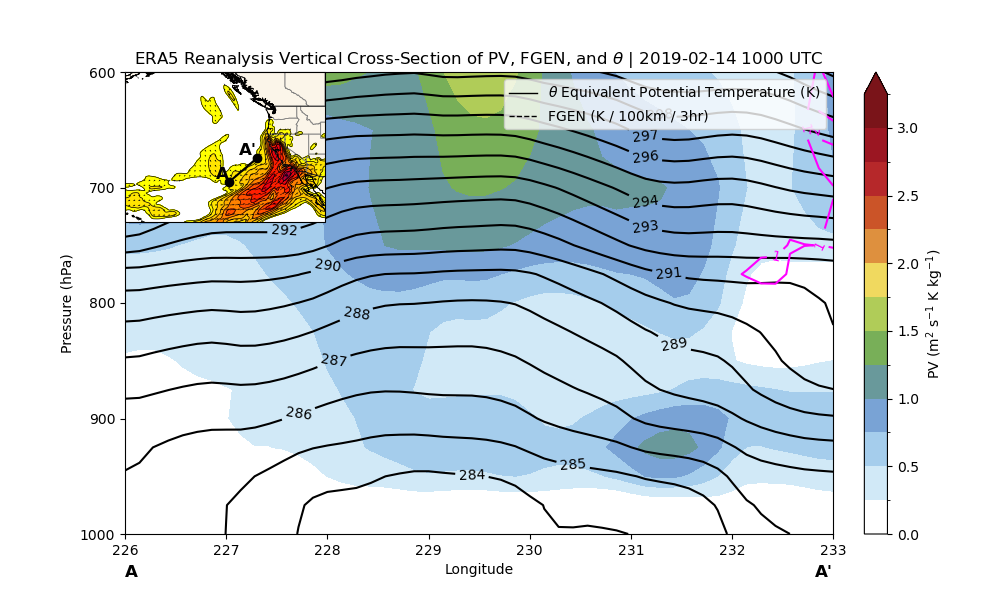 ERA5 Reanalysis Vertical Cross-Section of PV, FGEN, and θ | 2019-02-14 1000 UTC
θ Equivalent Potential Temperature (K)
FGEN (K / 100km / 3hr)
A'
A
600
700
800
900
1000
Pressure (hPa)
297
296
294
293
292
291
290
289
288
287
286
285
284
1
226 227 228 229 230 231 232 233
Longitude
A A'
3.0
2.5
2.0
1.5
1.0
0.5
0.0
PV (m² s⁻¹ K kg⁻¹)